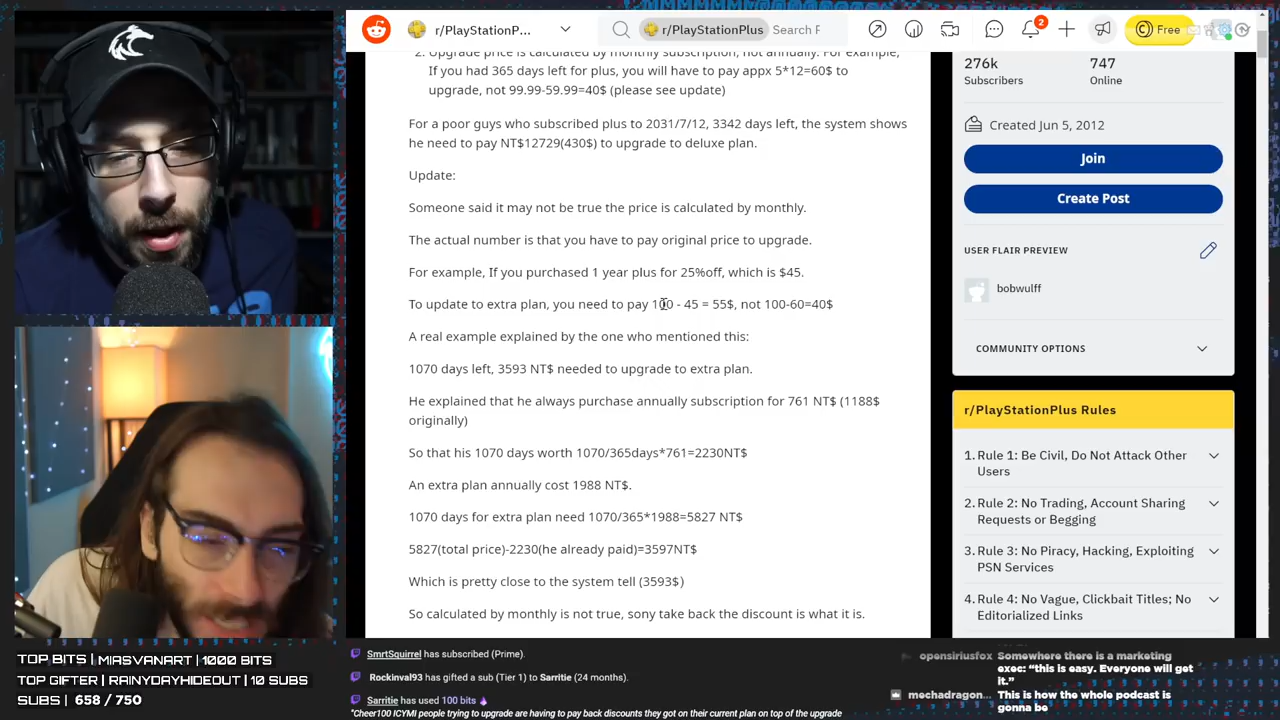 r/PlayStationP...
r/PlayStationPlus
Search P
2
Free
2. Upgrade price is calculated by monthly subscription, not annually. For example,
If you had 365 days left for plus, you will have to pay appx 5*12=60$ to
upgrade, not 99.99-59.99=40$ (please see update)
For a poor guys who subscribed plus to 2031/7/12, 3342 days left, the system shows
he need to pay NT$12729(430$) to upgrade to deluxe plan.
Update:
Someone said it may not be true the price is calculated by monthly.
The actual number is that you have to pay original price to upgrade.
For example, If you purchased 1 year plus for 25%off, which is $45.
To update to extra plan, you need to pay 100 - 45 = 55$, not 100-60=40$
A real example explained by the one who mentioned this:
1070 days left, 3593 NT$ needed to upgrade to extra plan.
He explained that he always purchase annually subscription for 761 NT$ (1188$
originally)
So that his 1070 days worth 1070/365days*761=2230NT$
An extra plan annually cost 1988 NT$.
1070 days for extra plan need 1070/365*1988=5827 NT$
5827(total price)-2230(he already paid)=3597NT$
Which is pretty close to the system tell (3593$)
So calculated by monthly is not true, sony take back the discount is what it is.
276k
747
Subscribers
Online
Created Jun 5, 2012
Join
Create Post
USER FLAIR PREVIEW
bobwulff
COMMUNITY OPTIONS
r/PlayStationPlus Rules
1. Rule 1: Be Civil, Do Not Attack Other
Users
2. Rule 2: No Trading, Account Sharing
Requests or Begging
3. Rule 3: No Piracy, Hacking, Exploiting
PSN Services
4. Rule 4: No Vague, Clickbait Titles; No
Editorialized Links
TOP BITS | MIASVANART | 1000 BITS
TOP GIFTER | RAINYDAYHIDEOUT | 10 SUBS
SUBS | 658 / 750
SmrtSquirrel has subscribed (Prime).
Rockinval93 has gifted a sub (Tier 1) to Sarritie (24 months).
Sarritie has used 100 bits
"Cheer100 ICYMI people trying to upgrade are having to pay back discounts they got on their current plan on top of the upgrade
opensiriusfox Somewhere there is a marketing
exec: "this is easy. Everyone will get
it."
mechadragon... This is how the whole podcast is
gonna be